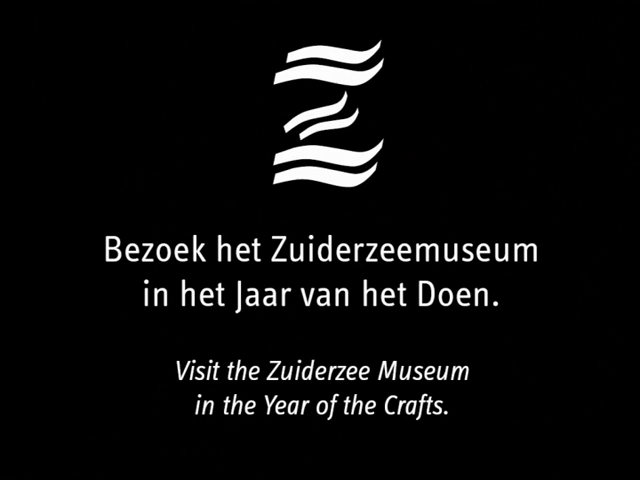 Bezoek het Zuiderzeemuseum
in het Jaar van het Doen.
Visit the Zuiderzee Museum
in the Year of the Crafts.